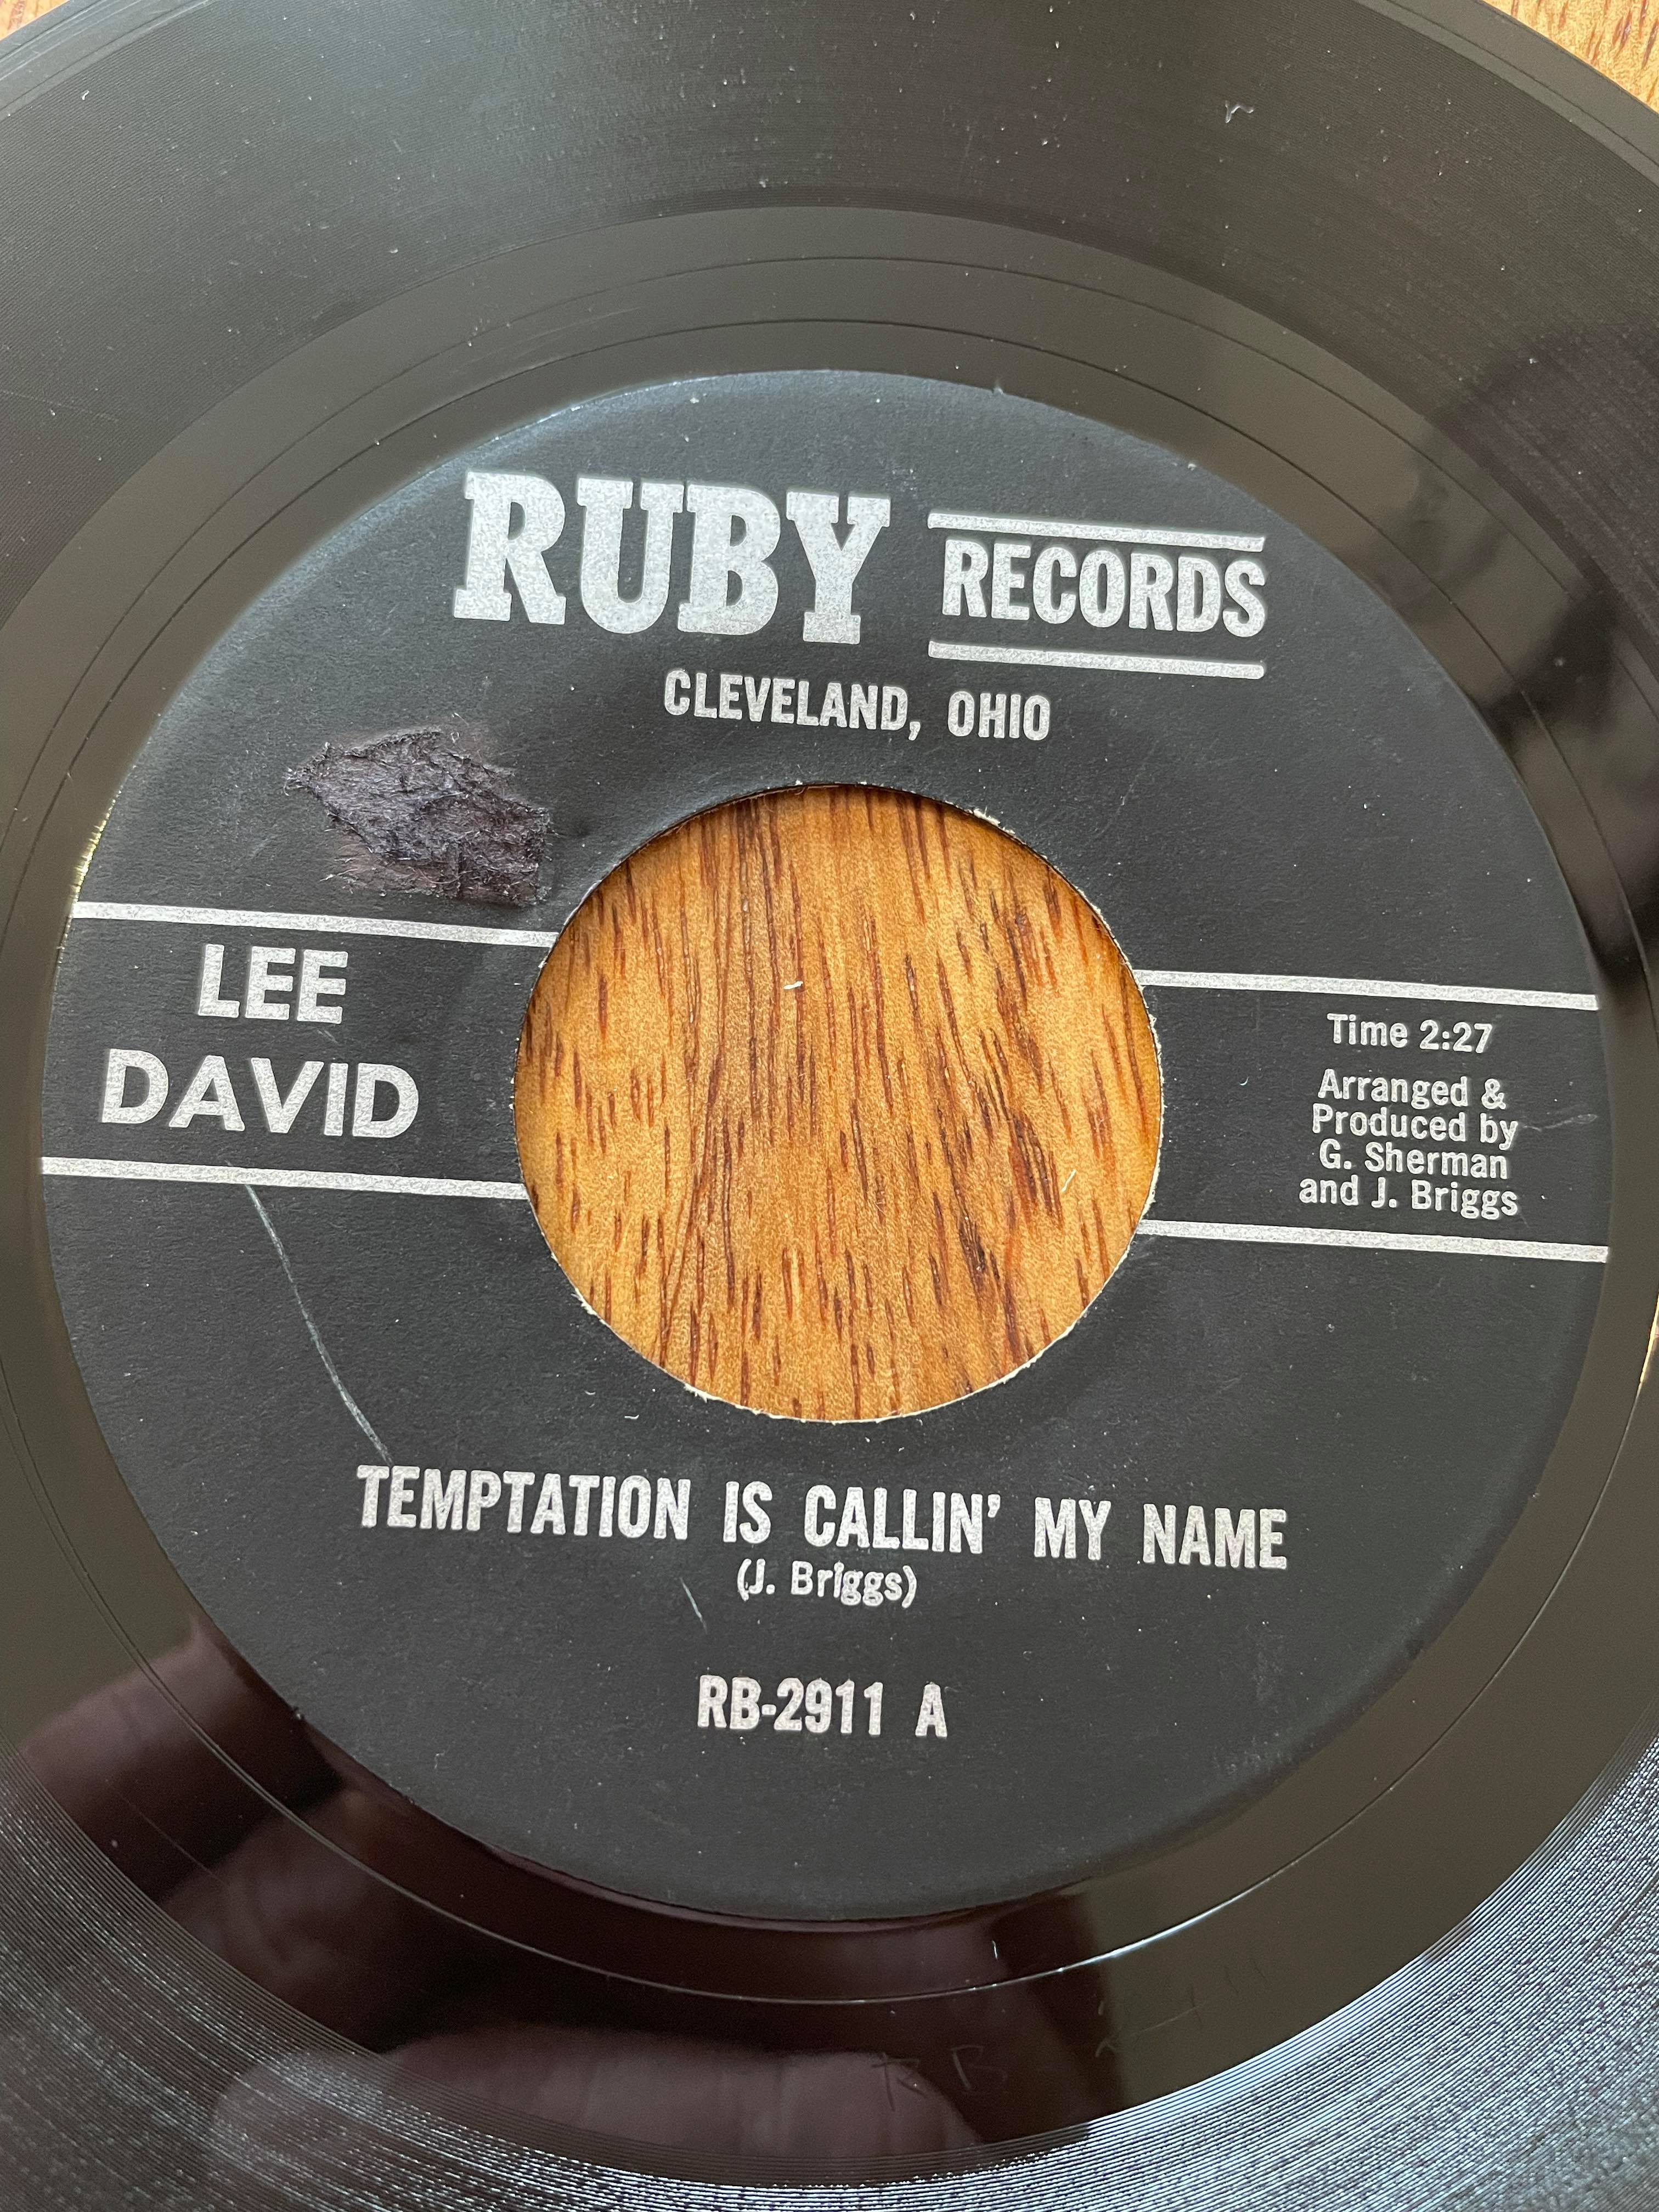 RUBY RECORDS
CLEVELAND, OHIO
LEE
DAVID
Time 2:27
Arranged &
Produced by
G. Sherman
and J. Briggs
TEMPTATION IS CALLIN' MY NAME
(J. Briggs)
RB-2911 A